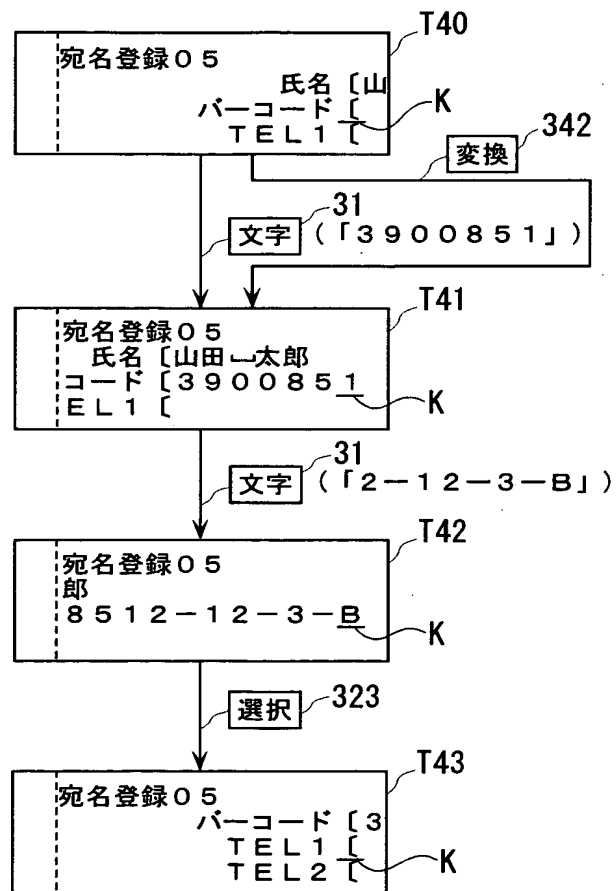 T40
宛名登録05
氏名〔山
バーコード〔
TEL1〔
K
変換 342
文字 31 (「3900851」)
T41
宛名登録05
氏名〔山田␣太郎
コード〔3900851
EL1〔
K
文字 31 (「2-12-3-B」)
T42
宛名登録05
郎
8512-12-3-B
K
選択 323
T43
宛名登録05
バーコード〔3
TEL1〔
TEL2〔
K